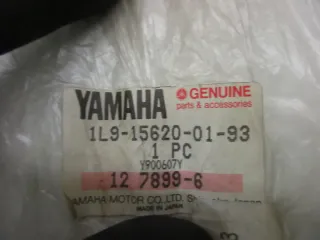 YAMAHA GENUINE
parts & accessories
1L9-15620-01-93
1 PC
Y900607Y
12 7899-6
YAMAHA MOTOR CO., LTD.
MADE IN JAPAN